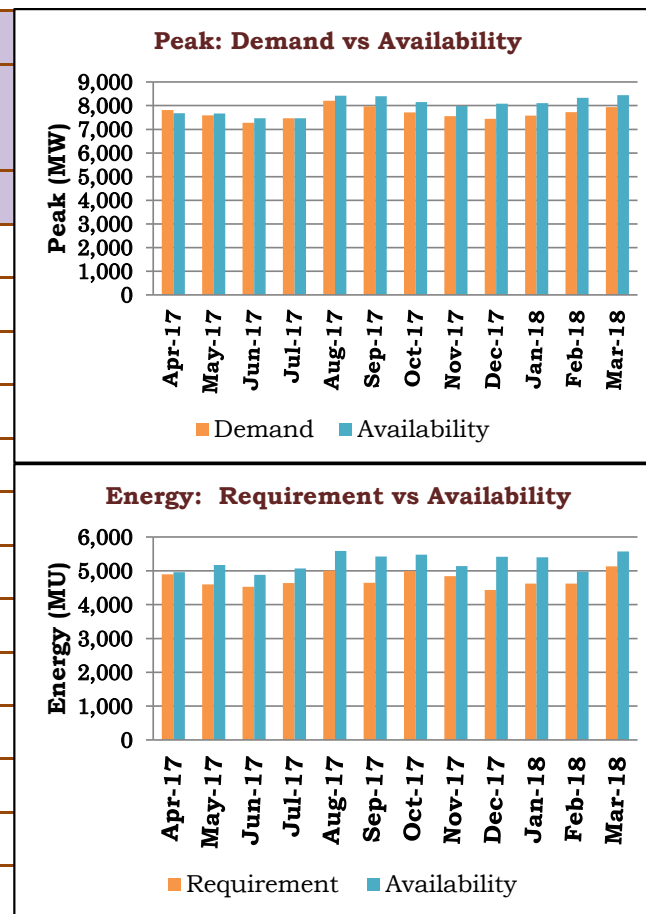 Peak: Demand vs Availability
Peak (MW)
9,000
8,000
7,000
6,000
5,000
4,000
3,000
2,000
1,000
0
Apr-17
May-17
Jun-17
Jul-17
Aug-17
Sep-17
Oct-17
Nov-17
Dec-17
Jan-18
Feb-18
Mar-18
Demand Availability
Energy: Requirement vs Availability
Energy (MU)
6,000
5,000
4,000
3,000
2,000
1,000
0
Apr-17
May-17
Jun-17
Jul-17
Aug-17
Sep-17
Oct-17
Nov-17
Dec-17
Jan-18
Feb-18
Mar-18
Requirement Availability